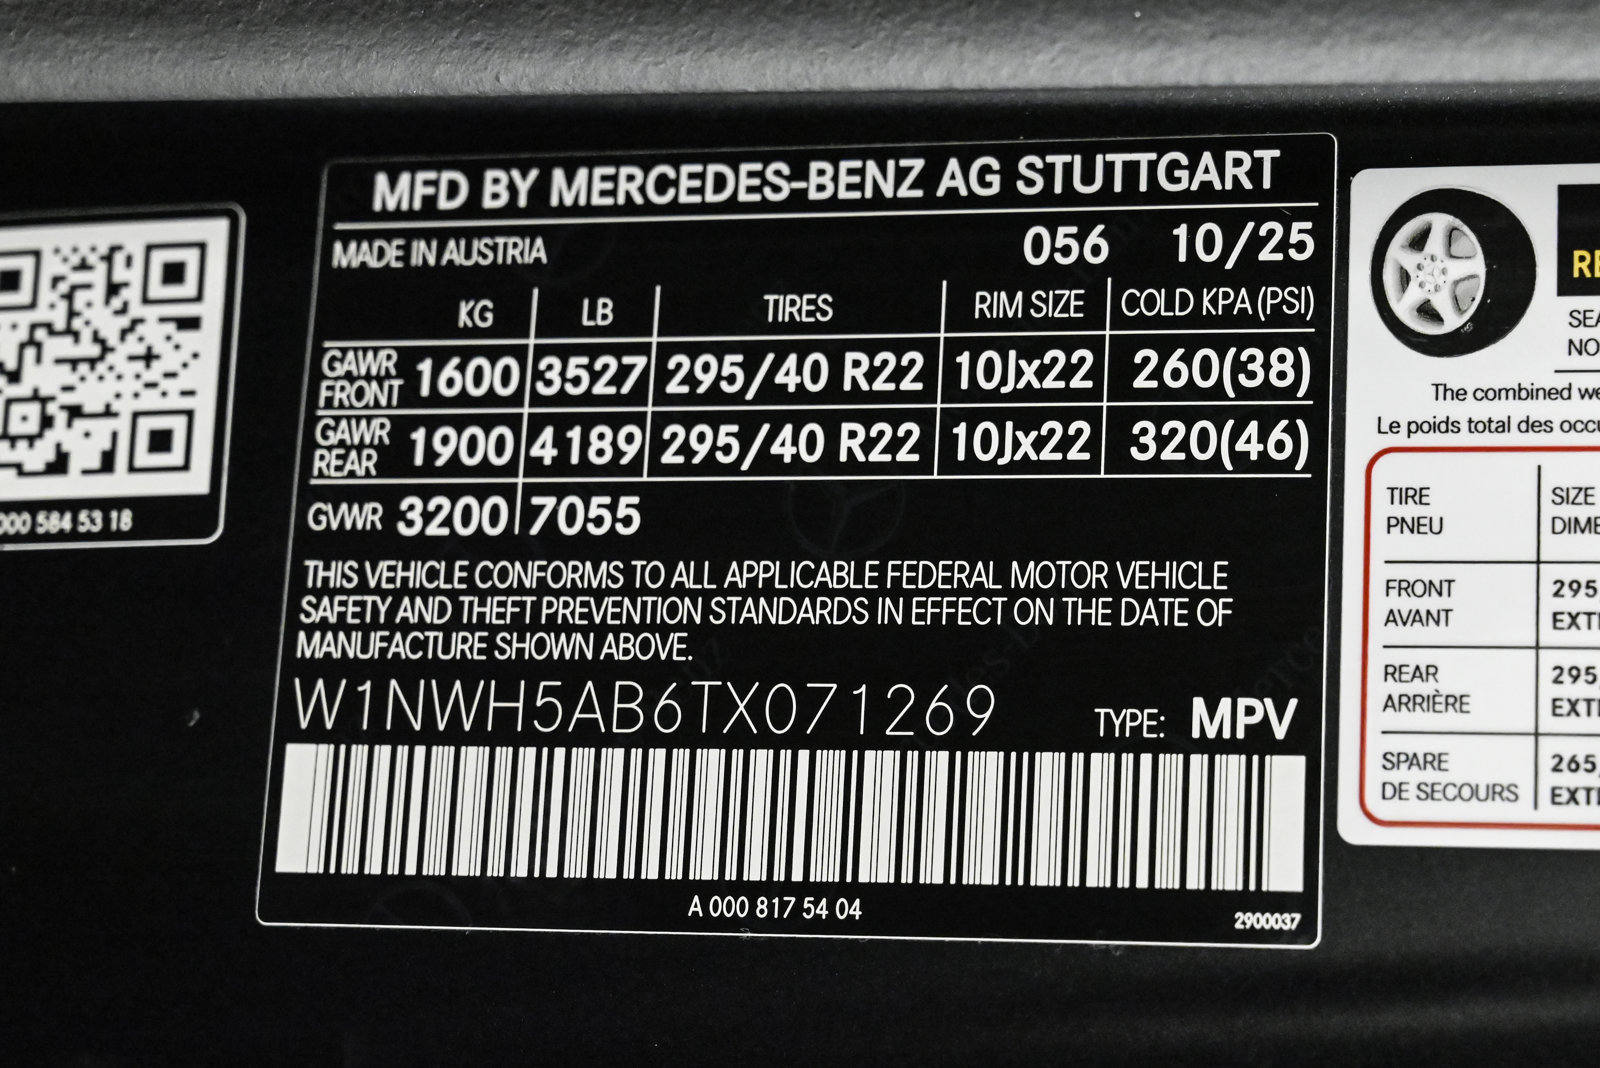 MFD BY MERCEDES-BENZ AG STUTTGART
MADE IN AUSTRIA 056 10/25
KG LB TIRES RIM SIZE COLD KPA (PSI)
GAWR FRONT 1600 3527 295/40 R22 10Jx22 260(38)
GAWR REAR 1900 4189 295/40 R22 10Jx22 320(46)
GVWR 3200 7055
THIS VEHICLE CONFORMS TO ALL APPLICABLE FEDERAL MOTOR VEHICLE
SAFETY AND THEFT PREVENTION STANDARDS IN EFFECT ON THE DATE OF
MANUFACTURE SHOWN ABOVE.
W1NWH5AB6TX071269 TYPE: MPV
A 000 817 54 04
2900037
000 584 53 18
The combined
Le poids total des
TIRE SIZE
PNEU
FRONT 295
AVANT
REAR 295
ARRIÈRE
SPARE 265
DE SECOURS